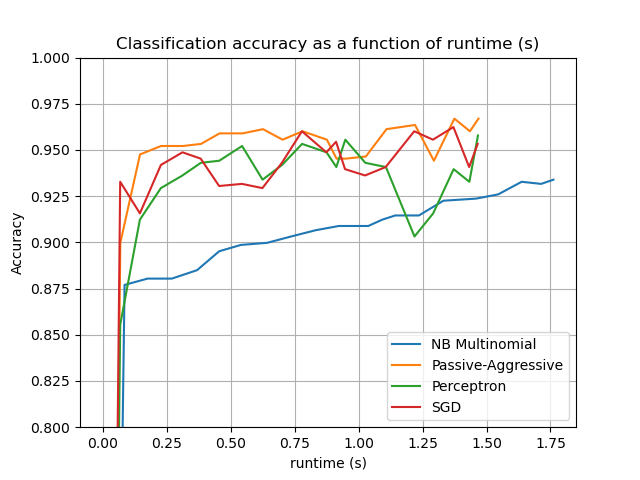 Classification accuracy as a function of runtime (s)
1.000
0.975
0.950
0.925
0.900
0.875
0.850
0.825
0.800
Accuracy
NB Multinomial
Passive-Aggressive
Perceptron
SGD
0.00 0.25 0.50 0.75 1.00 1.25 1.50 1.75
runtime (s)